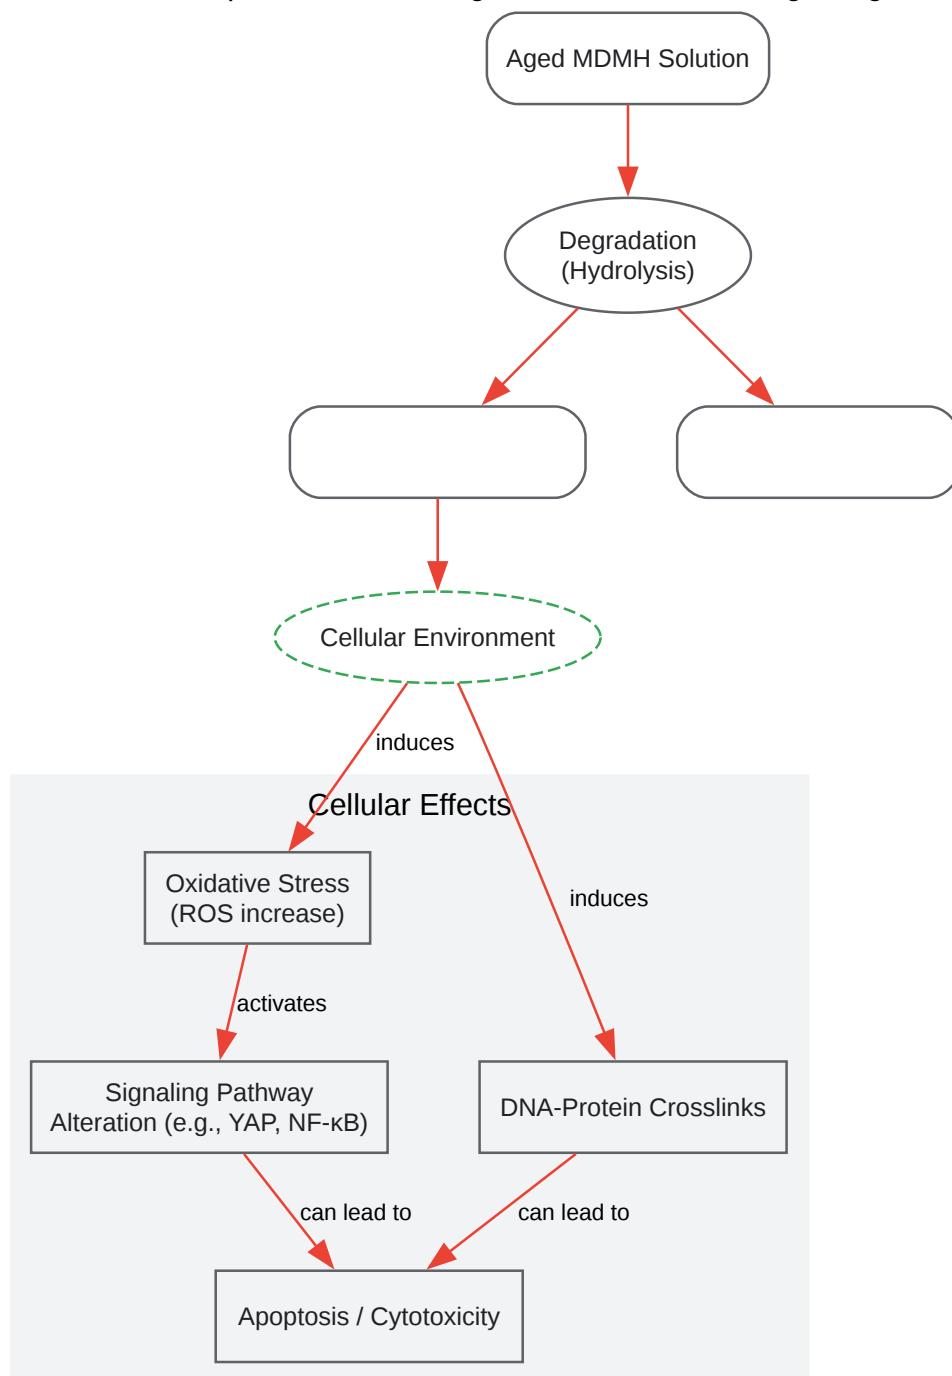 Aged MDMH Solution
Degradation
(Hydrolysis)
Cellular Environment
induces
Cellular Effects
Oxidative Stress
(ROS increase)
induces
activates
Signaling Pathway
Alteration (e.g., YAP, NF-κB)
DNA-Protein Crosslinks
can lead to
can lead to
Apoptosis / Cytotoxicity